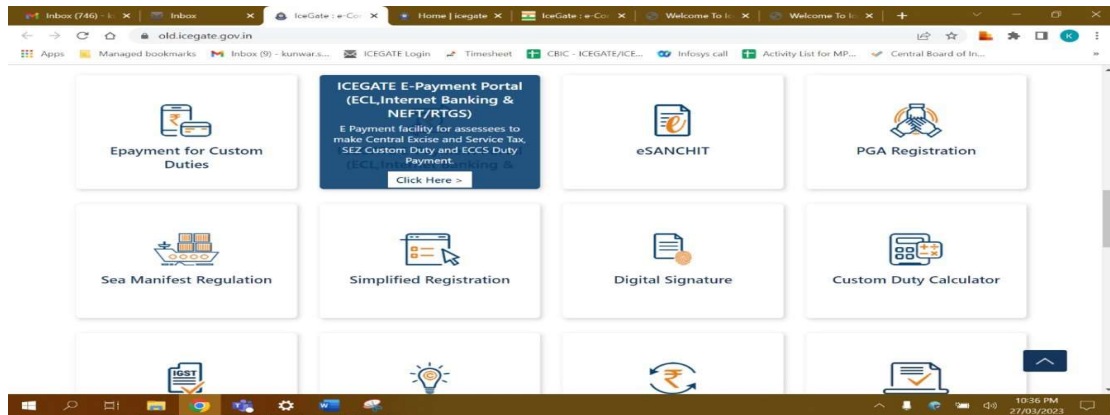 Inbox (746) - k
Inbox
IceGate : e-Co
Home | icegate
IceGate : e-Co
Welcome To Ic
Welcome To Ic
old.icegate.gov.in
K
Apps
Managed bookmarks
Inbox (9) - kunwar.s...
ICEGATE Login
Timesheet
CBIC - ICEGATE/ICE...
Infosys call
Activity List for MP...
Central Board of In...
Epayment for Custom
Duties
ICEGATE E-Payment Portal
(ECL,Internet Banking &
NEFT/RTGS)
E Payment facility for assessees to
make Central Excise and Service Tax,
SEZ Custom Duty and ECCS Duty
Payment.
Click Here >
eSANCHIT
PGA Registration
Sea Manifest Regulation
Simplified Registration
Digital Signature
Custom Duty Calculator
IGST
10:36 PM
27/03/2023